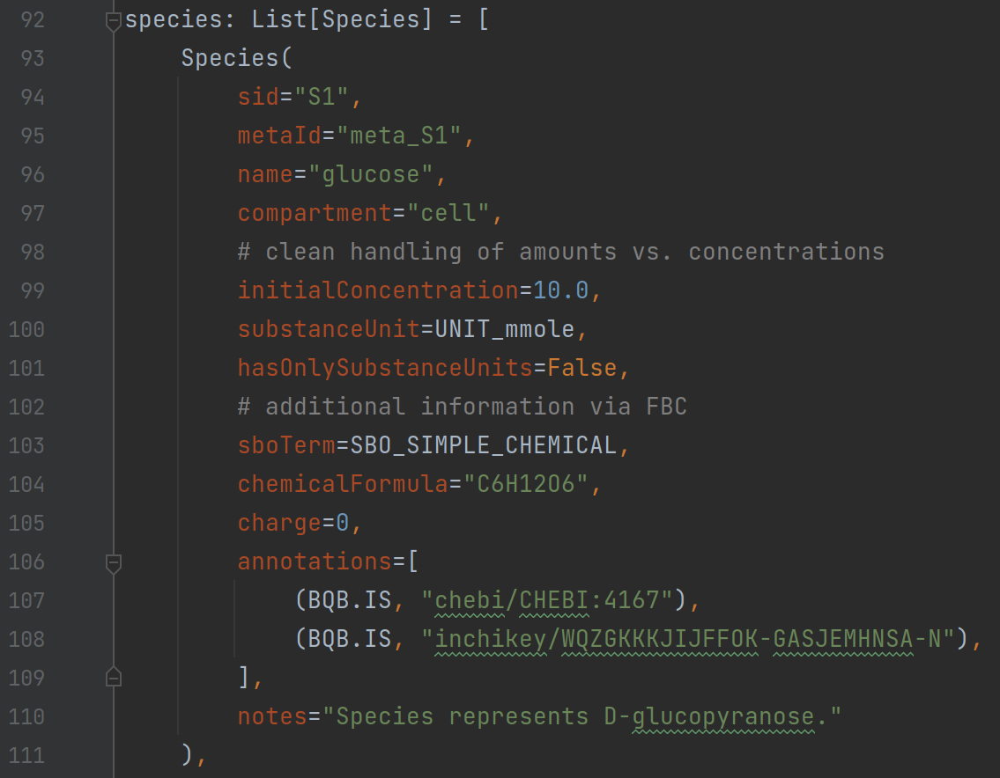 92 species: List[Species] = [
93     Species(
94         sid="S1",
95         metaId="meta_S1",
96         name="glucose",
97         compartment="cell",
98         # clean handling of amounts vs. concentrations
99         initialConcentration=10.0,
100         substanceUnit=UNIT_mmole,
101         hasOnlySubstanceUnits=False,
102         # additional information via FBC
103         sboTerm=SBO_SIMPLE_CHEMICAL,
104         chemicalFormula="C6H12O6",
105         charge=0,
106         annotations=[
107             (BQB.IS, "chebi/CHEBI:4167"),
108             (BQB.IS, "inchikey/WQZGKKKJIJFFOK-GASJEMHNSA-N"),
109         ],
110         notes="Species represents D-glucopyranose."
111     ),